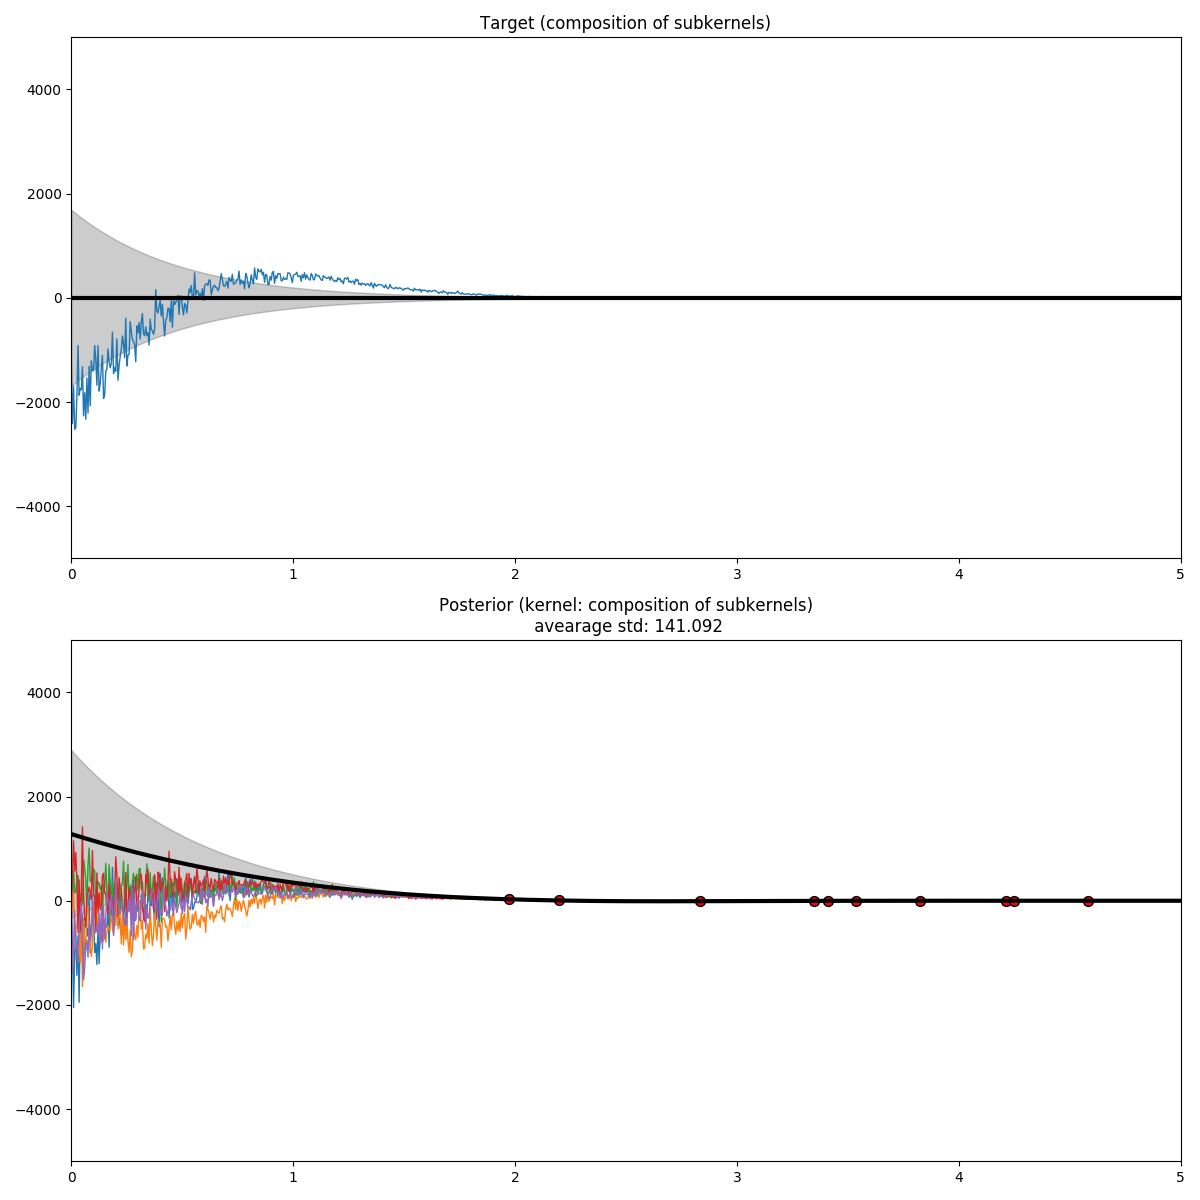 Target (composition of subkernels)
4000
2000
0
−2000
−4000
0 1 2 3 4 5
Posterior (kernel: composition of subkernels)
avearage std: 141.092
4000
2000
0
−2000
−4000
0 1 2 3 4 5